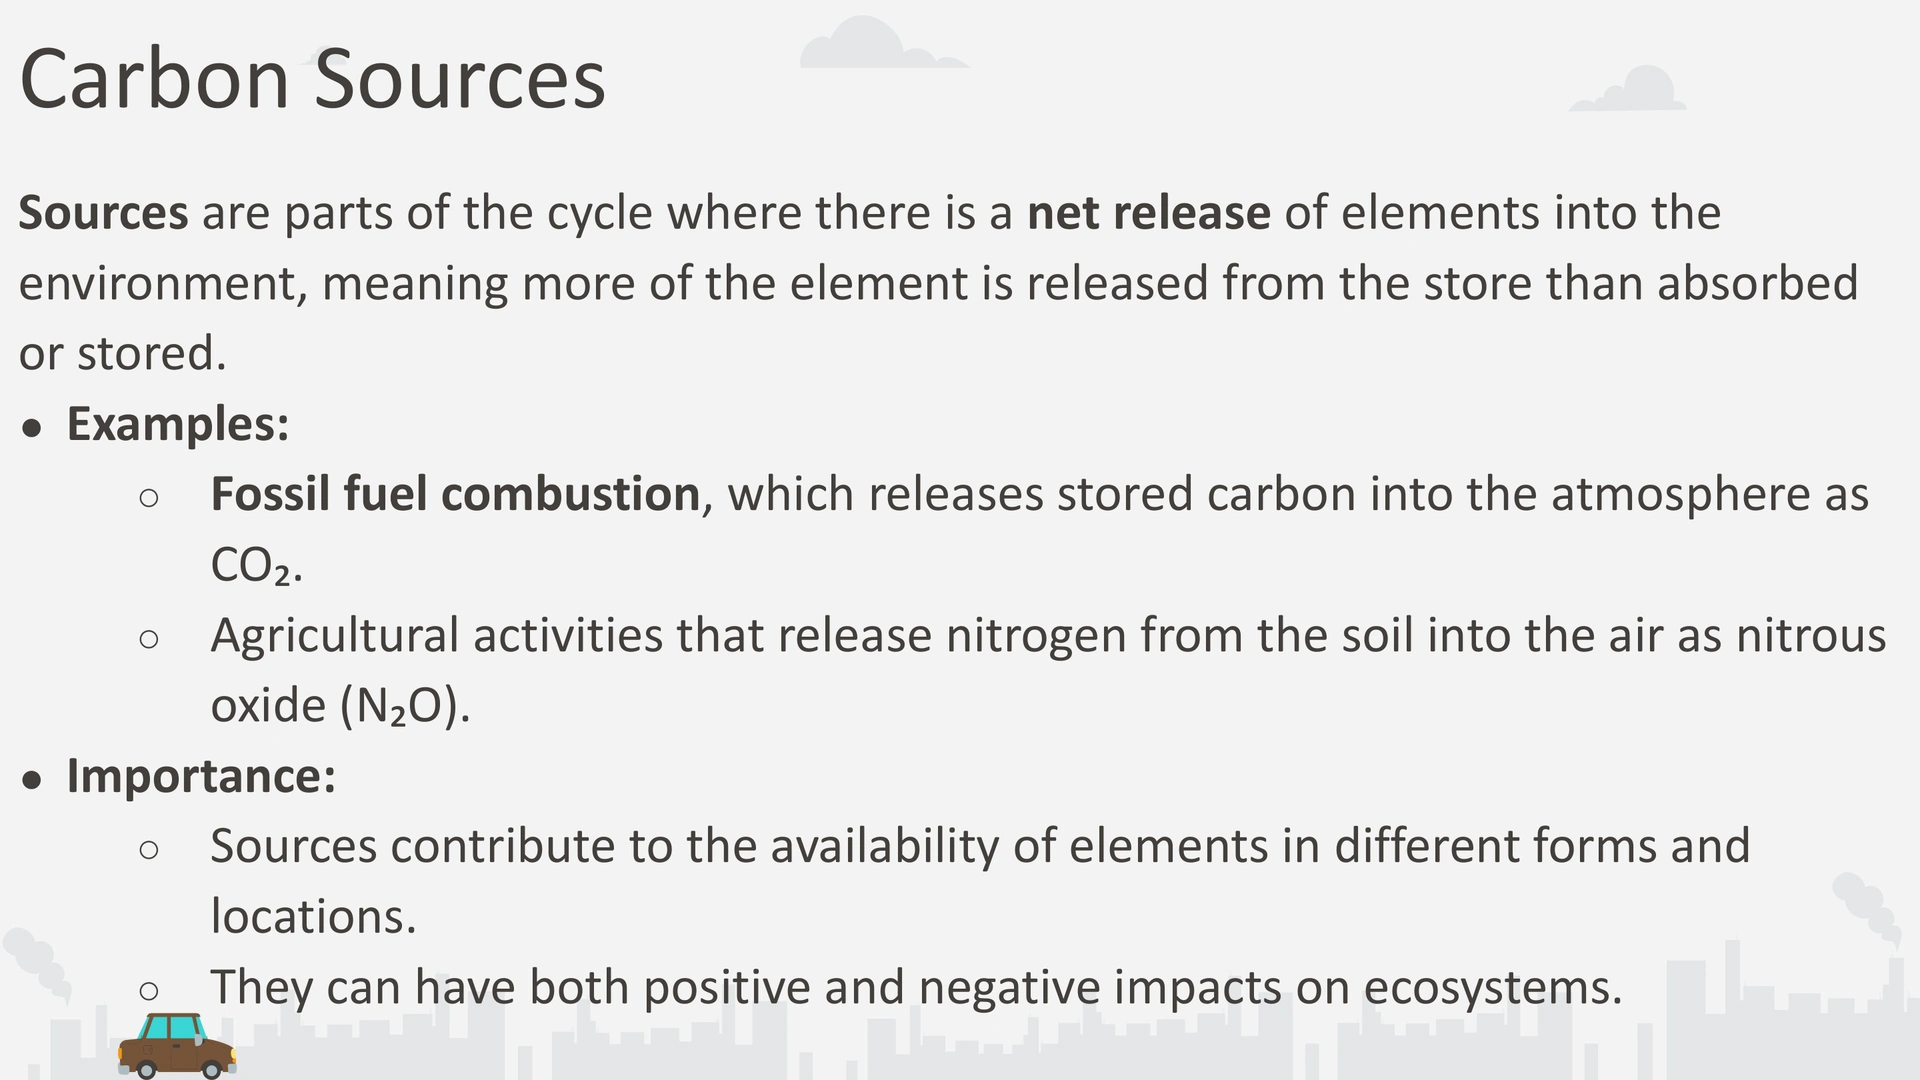 Carbon Sources
Sources are parts of the cycle where there is a net release of elements into the
environment, meaning more of the element is released from the store than absorbed
or stored.
● Examples:
○ Fossil fuel combustion, which releases stored carbon into the atmosphere as
CO₂.
○ Agricultural activities that release nitrogen from the soil into the air as nitrous
oxide (N₂O).
● Importance:
○ Sources contribute to the availability of elements in different forms and
locations.
○ They can have both positive and negative impacts on ecosystems.